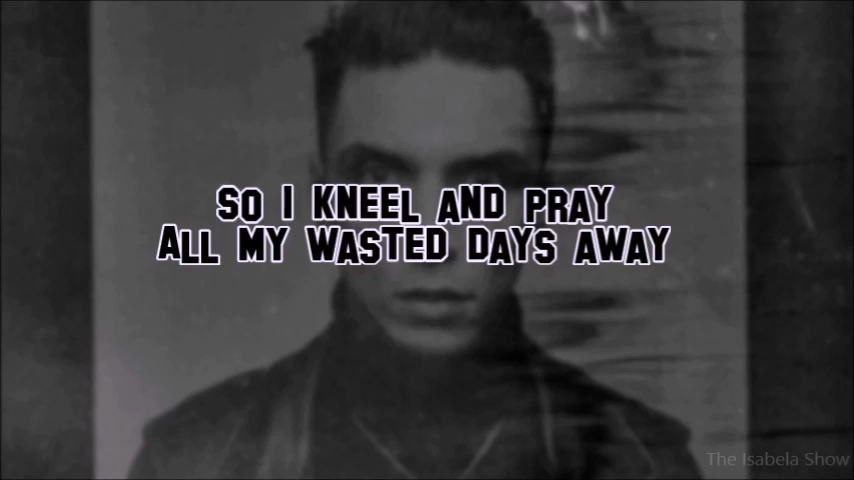 SO I KNEEL AND PRAY
ALL MY WASTED DAYS AWAY
The Isabela Show